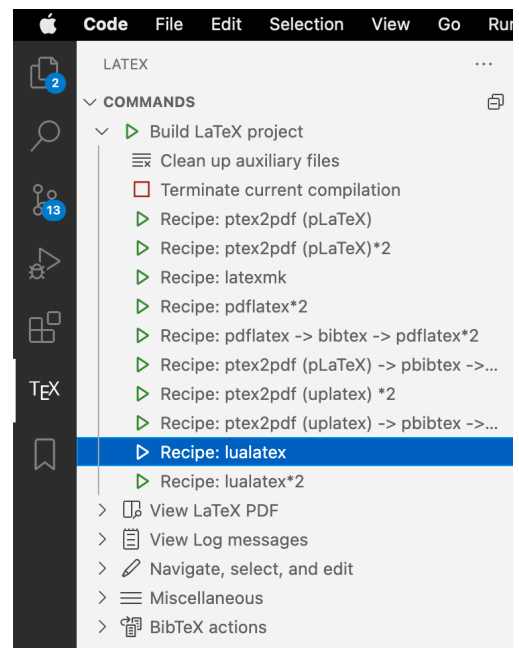 Code File Edit Selection View Go Run
LATEX
2
COMMANDS
Build LaTeX project
Clean up auxiliary files
Terminate current compilation
13
Recipe: ptex2pdf (pLaTeX)
Recipe: ptex2pdf (pLaTeX)*2
Recipe: latexmk
Recipe: pdflatex*2
Recipe: pdflatex -> bibtex -> pdflatex*2
Recipe: ptex2pdf (pLaTeX) -> pbibtex ->...
TEX
Recipe: ptex2pdf (uplatex) *2
Recipe: ptex2pdf (uplatex) -> pbibtex ->...
Recipe: lualatex
Recipe: lualatex*2
View LaTeX PDF
View Log messages
Navigate, select, and edit
Miscellaneous
BibTeX actions